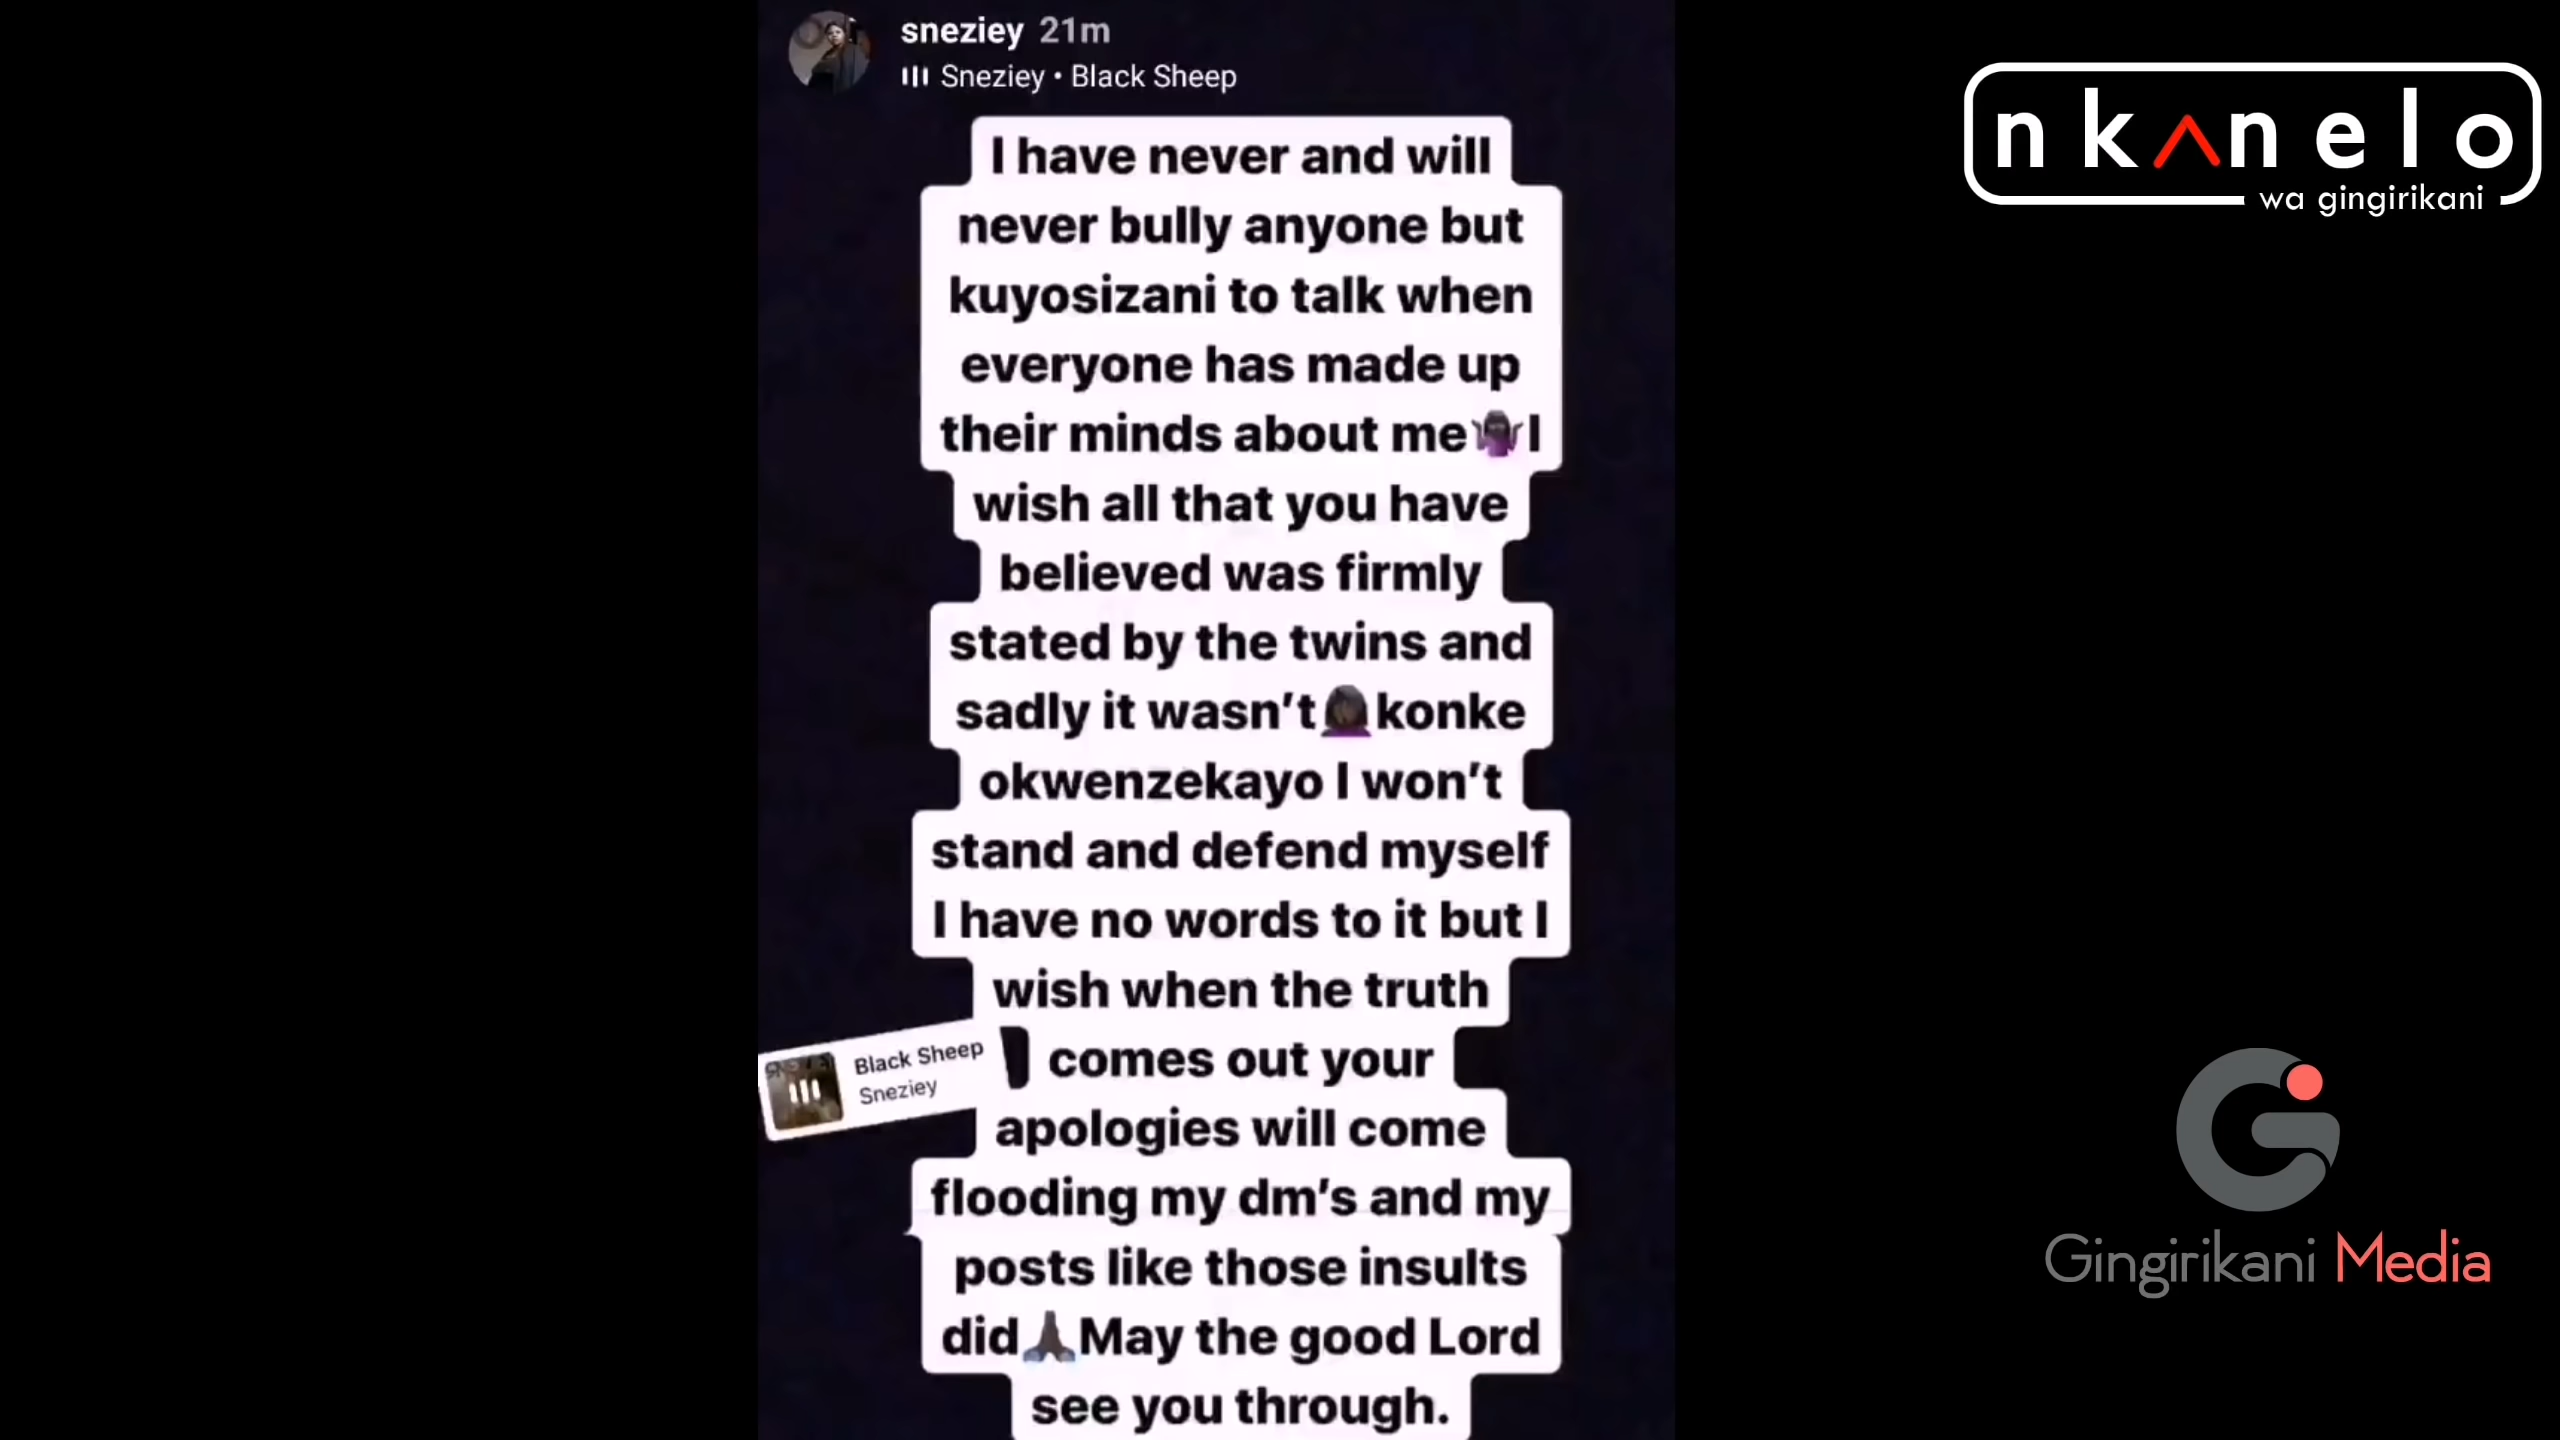 sneziey 21m
Sneziey • Black Sheep
nkanelo
wa gingirikani
I have never and will
never bully anyone but
kuyosizani to talk when
everyone has made up
their minds about me🤷🏿‍♀️I
wish all that you have
believed was firmly
stated by the twins and
sadly it wasn’t🙍🏿‍♀️konke
okwenzekayo I won’t
stand and defend myself
I have no words to it but I
wish when the truth
comes out your
apologies will come
flooding my dm’s and my
posts like those insults
did🙏🏿May the good Lord
see you through.
Black Sheep
Sneziey
Gingirikani Media